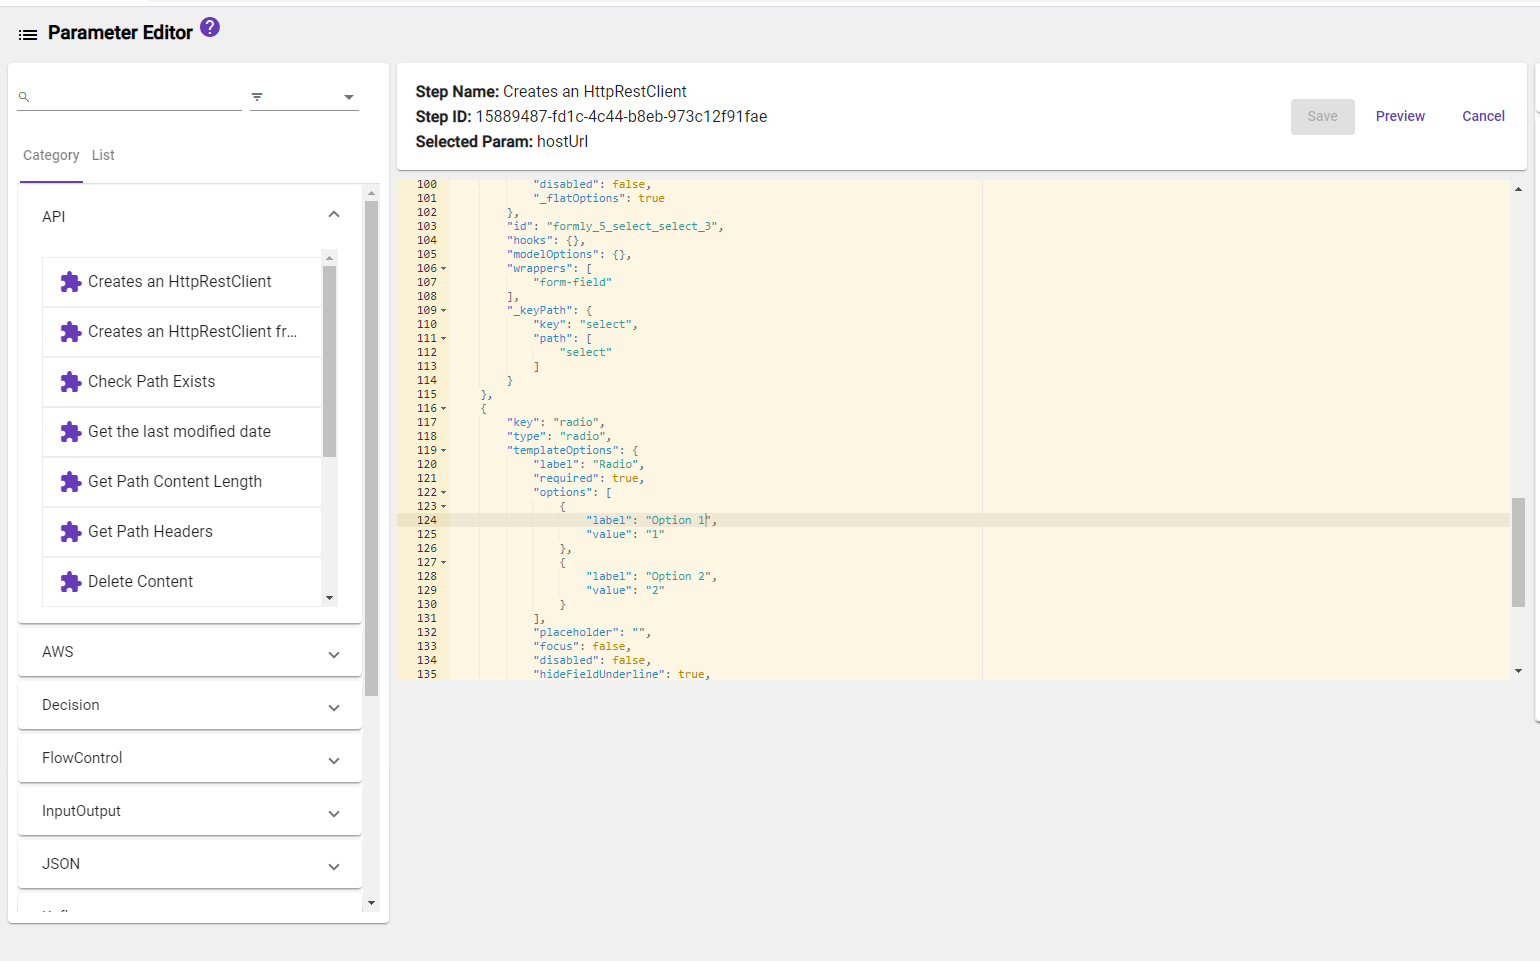 Parameter Editor ?
Category List
API
Creates an HttpRestClient
Creates an HttpRestClient fr...
Check Path Exists
Get the last modified date
Get Path Content Length
Get Path Headers
Delete Content
AWS
Decision
FlowControl
InputOutput
JSON
Step Name: Creates an HttpRestClient
Step ID: 15889487-fd1c-4c44-b8eb-973c12f91fae
Selected Param: hostUrl
Save Preview Cancel
100 "disabled": false,
101 "_flatOptions": true
102 },
103 "id": "formly_5_select_select_3",
104 "hooks": {},
105 "modelOptions": {},
106 "wrappers": [
107 "form-field"
108 ],
109 "_keyPath": {
110 "key": "select",
111 "path": [
112 "select"
113 ]
114 }
115 },
116 {
117 "key": "radio",
118 "type": "radio",
119 "templateOptions": {
120 "label": "Radio",
121 "required": true,
122 "options": [
123 {
124 "label": "Option 1",
125 "value": "1"
126 },
127 {
128 "label": "Option 2",
129 "value": "2"
130 }
131 ],
132 "placeholder": "",
133 "focus": false,
134 "disabled": false,
135 "hideFieldUnderline": true,